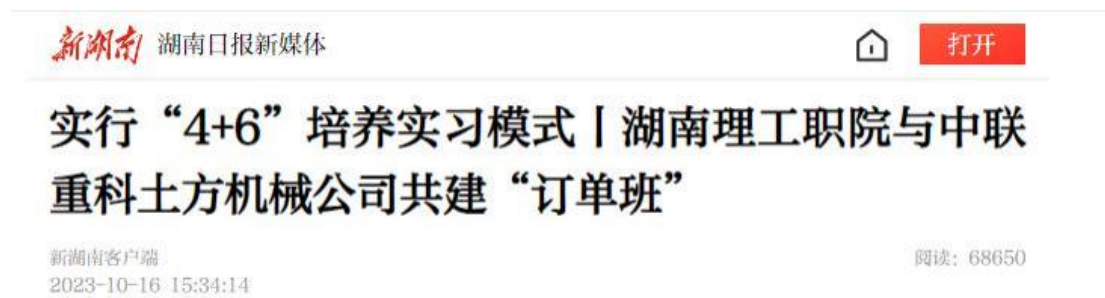 新湖南 湖南日报新媒体 打开
实行“4+6”培养实习模式丨湖南理工职院与中联
重科土方机械公司共建“订单班”
新湖南客户端 阅读：68650
2023-10-16 15:34:14